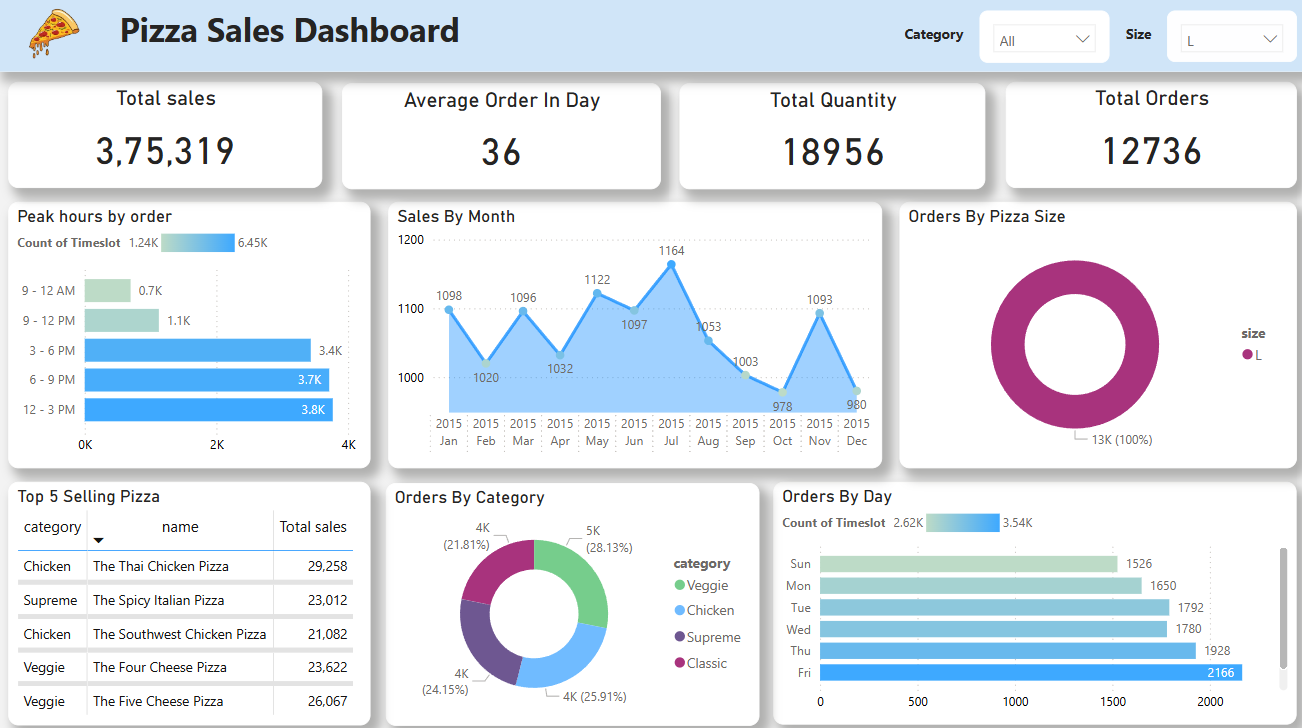 Pizza Sales Dashboard
Category
All
Size
L
Total sales
3,75,319
Average Order In Day
36
Total Quantity
18956
Total Orders
12736
Peak hours by order
Count of Timeslot 1.24K 6.45K
9 - 12 AM 0.7K
9 - 12 PM 1.1K
3 - 6 PM 3.4K
6 - 9 PM 3.7K
12 - 3 PM 3.8K
0K 2K 4K
Sales By Month
1200
1100
1000
1098
1020
1096
1032
1122
1097
1164
1053
1003
978
1093
980
2015 2015 2015 2015 2015 2015 2015 2015 2015 2015 2015 2015
Jan Feb Mar Apr May Jun Jul Aug Sep Oct Nov Dec
Orders By Pizza Size
size
L
13K (100%)
Top 5 Selling Pizza
category name Total sales
Chicken The Thai Chicken Pizza 29,258
Supreme The Spicy Italian Pizza 23,012
Chicken The Southwest Chicken Pizza 21,082
Veggie The Four Cheese Pizza 23,622
Veggie The Five Cheese Pizza 26,067
Orders By Category
4K
(21.81%)
5K
(28.13%)
4K
(24.15%)
4K (25.91%)
category
Veggie
Chicken
Supreme
Classic
Orders By Day
Count of Timeslot 2.62K 3.54K
Sun 1526
Mon 1650
Tue 1792
Wed 1780
Thu 1928
Fri 2166
0 500 1000 1500 2000